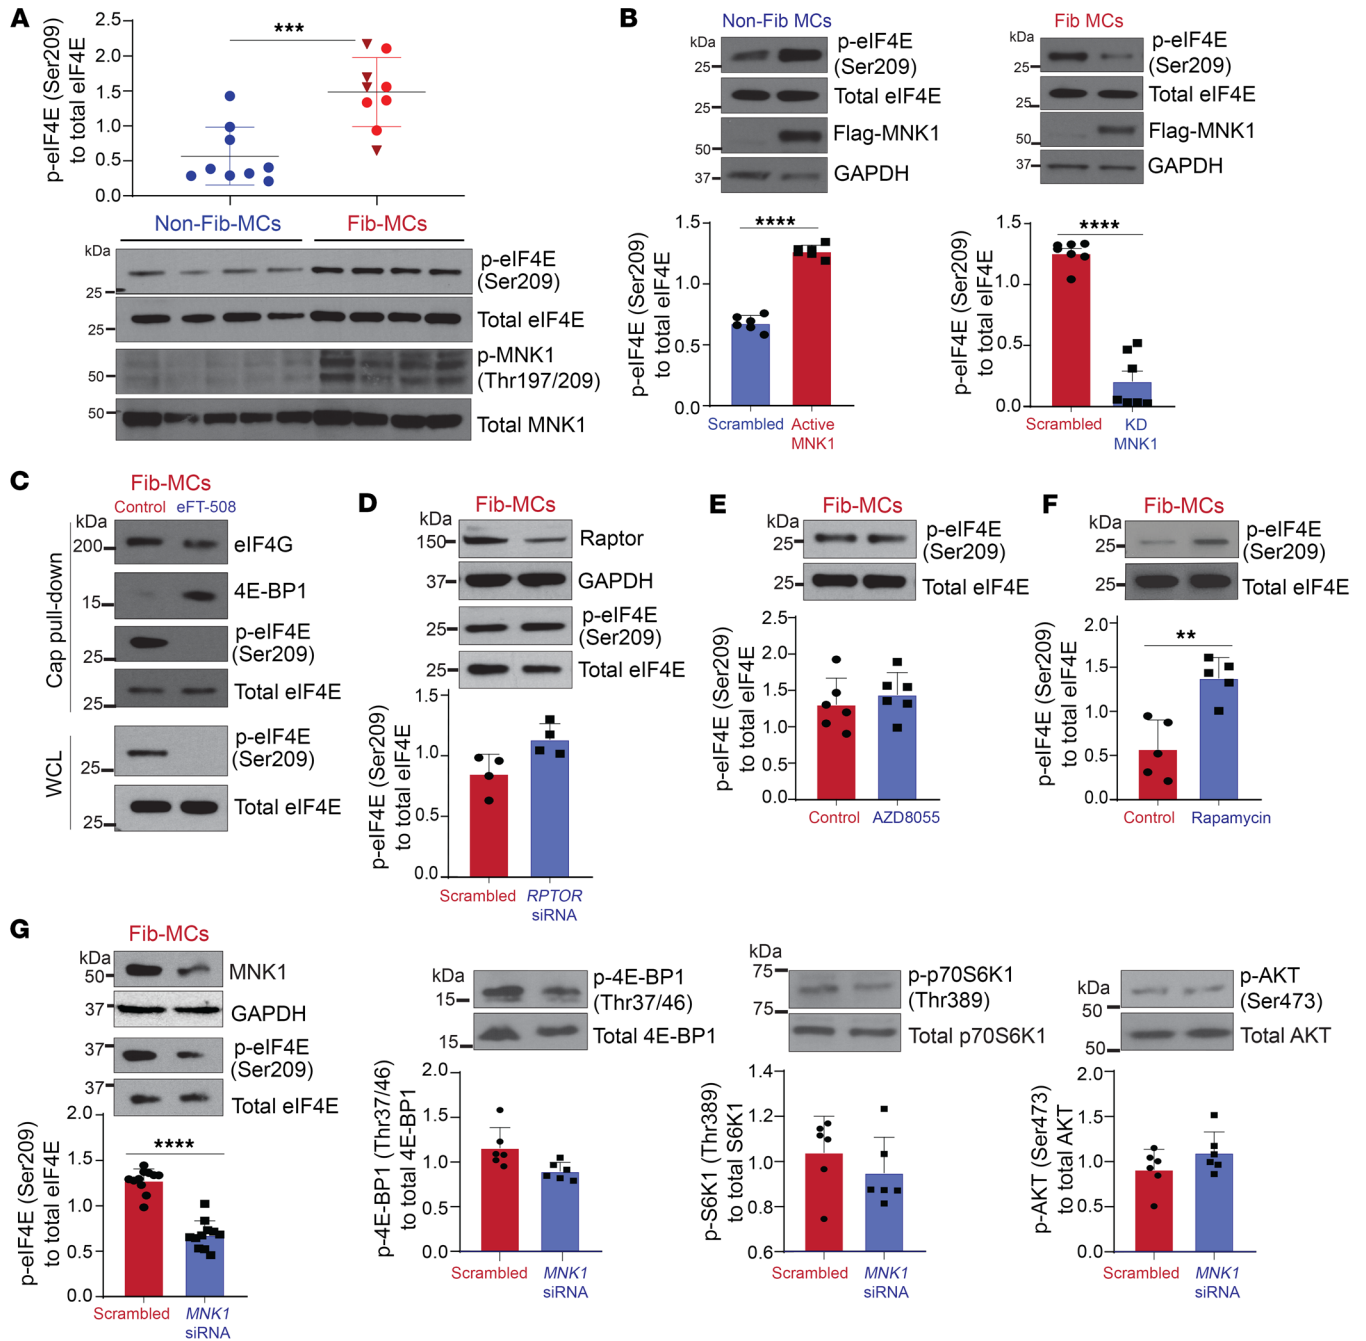 A
p-eIF4E (Ser209)
to total eIF4E
2.5
2.0
1.5
1.0
0.5
0.0
***
Non-Fib-MCs
Fib-MCs
kDa
25
p-eIF4E
(Ser209)
25
Total eIF4E
50
p-MNK1
(Thr197/209)
50
Total MNK1
B
Non-Fib MCs
kDa
25
p-eIF4E
(Ser209)
25
Total eIF4E
50
Flag-MNK1
37
GAPDH
p-eIF4E (Ser209)
to total eIF4E
1.5
1.0
0.5
0.0
****
Scrambled
Active
MNK1
Fib MCs
kDa
25
p-eIF4E
(Ser209)
25
Total eIF4E
50
Flag-MNK1
37
GAPDH
p-eIF4E (Ser209)
to total eIF4E
1.5
1.0
0.5
0.0
****
Scrambled
KD
MNK1
C
Fib-MCs
Control
eFT-508
kDa
Cap pull-down
200
eIF4G
15
4E-BP1
25
p-eIF4E
(Ser209)
25
Total eIF4E
WCL
25
p-eIF4E
(Ser209)
25
Total eIF4E
D
Fib-MCs
kDa
150
Raptor
37
GAPDH
25
p-eIF4E
(Ser209)
25
Total eIF4E
p-eIF4E (Ser209)
to total eIF4E
1.5
1.0
0.5
0.0
Scrambled
RPTOR
siRNA
E
Fib-MCs
kDa
25
p-eIF4E
(Ser209)
25
Total eIF4E
p-eIF4E (Ser209)
to total eIF4E
2.5
2.0
1.5
1.0
0.5
0.0
Control
AZD8055
F
Fib-MCs
kDa
25
p-eIF4E
(Ser209)
25
Total eIF4E
p-eIF4E (Ser209)
to total eIF4E
2.0
1.5
1.0
0.5
0.0
**
Control
Rapamycin
G
Fib-MCs
kDa
50
MNK1
37
GAPDH
37
p-eIF4E
(Ser209)
37
Total eIF4E
p-eIF4E (Ser209)
to total eIF4E
2.0
1.5
1.0
0.5
0.0
****
Scrambled
MNK1
siRNA
kDa
15
p-4E-BP1
(Thr37/46)
15
Total 4E-BP1
p-4E-BP1 (Thr37/46)
to total 4E-BP1
2.0
1.5
1.0
0.5
0.0
Scrambled
MNK1
siRNA
kDa
75
p-p70S6K1
(Thr389)
75
Total p70S6K1
p-S6K1 (Thr389)
to total S6K1
1.4
1.2
1.0
0.8
0.6
Scrambled
MNK1
siRNA
kDa
50
p-AKT
(Ser473)
50
Total AKT
p-AKT (Ser473)
to total AKT
2.0
1.5
1.0
0.5
0.0
Scrambled
MNK1
siRNA